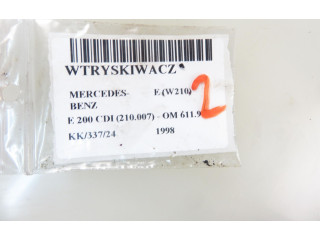 WTRYSKIWACZ
MERCEDES- E (W210)
BENZ
2
E 200 CDI (210.007) - OM 611.9
KK/337/24 1998